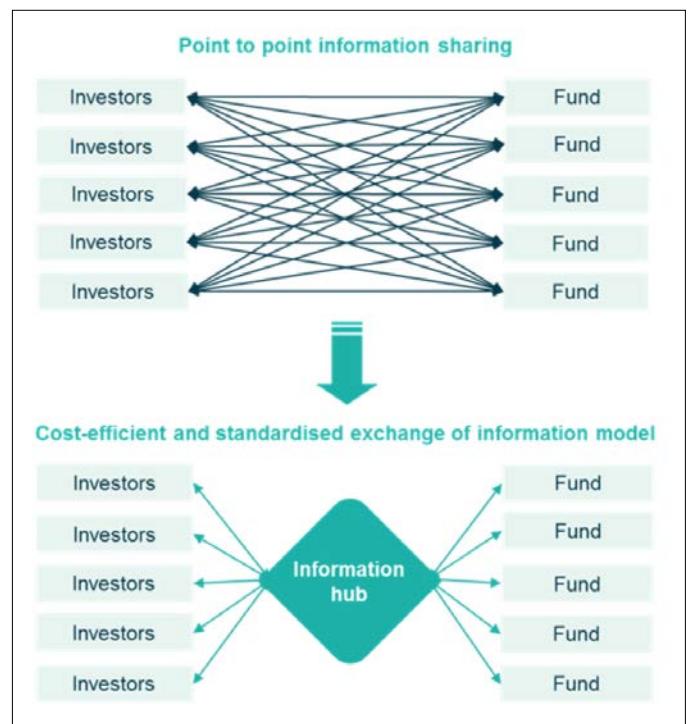 Point to point information sharing
Investors
Fund
Investors
Fund
Investors
Fund
Investors
Fund
Investors
Fund
Cost-efficient and standardised exchange of information model
Investors
Fund
Investors
Fund
Investors
Information
hub
Fund
Investors
Fund
Investors
Fund